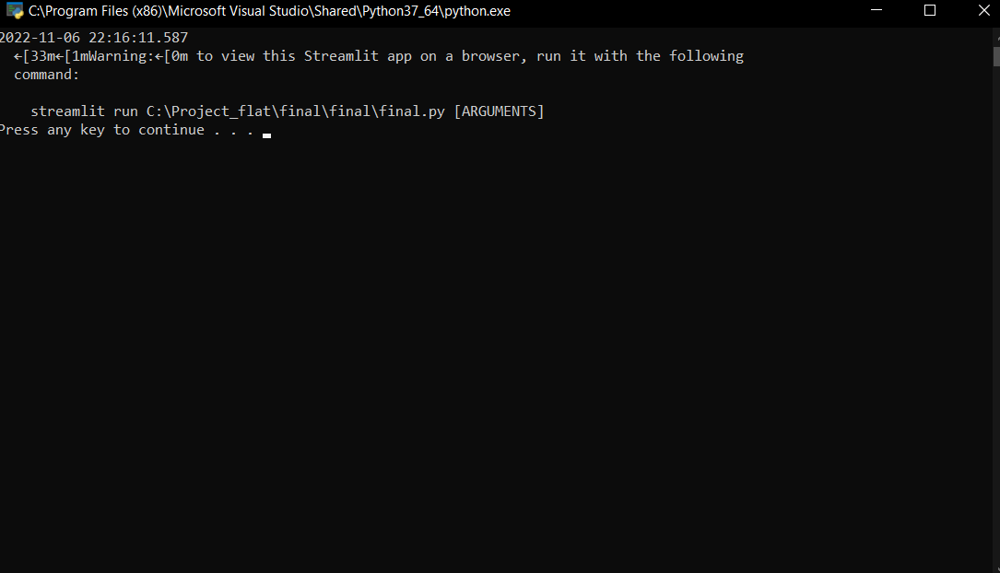 C:\Program Files (x86)\Microsoft Visual Studio\Shared\Python37_64\python.exe
2022-11-06 22:16:11.587
←[33m←[1mWarning:←[0m to view this Streamlit app on a browser, run it with the following
command:
streamlit run C:\Project_flat\final\final\final.py [ARGUMENTS]
Press any key to continue . . .